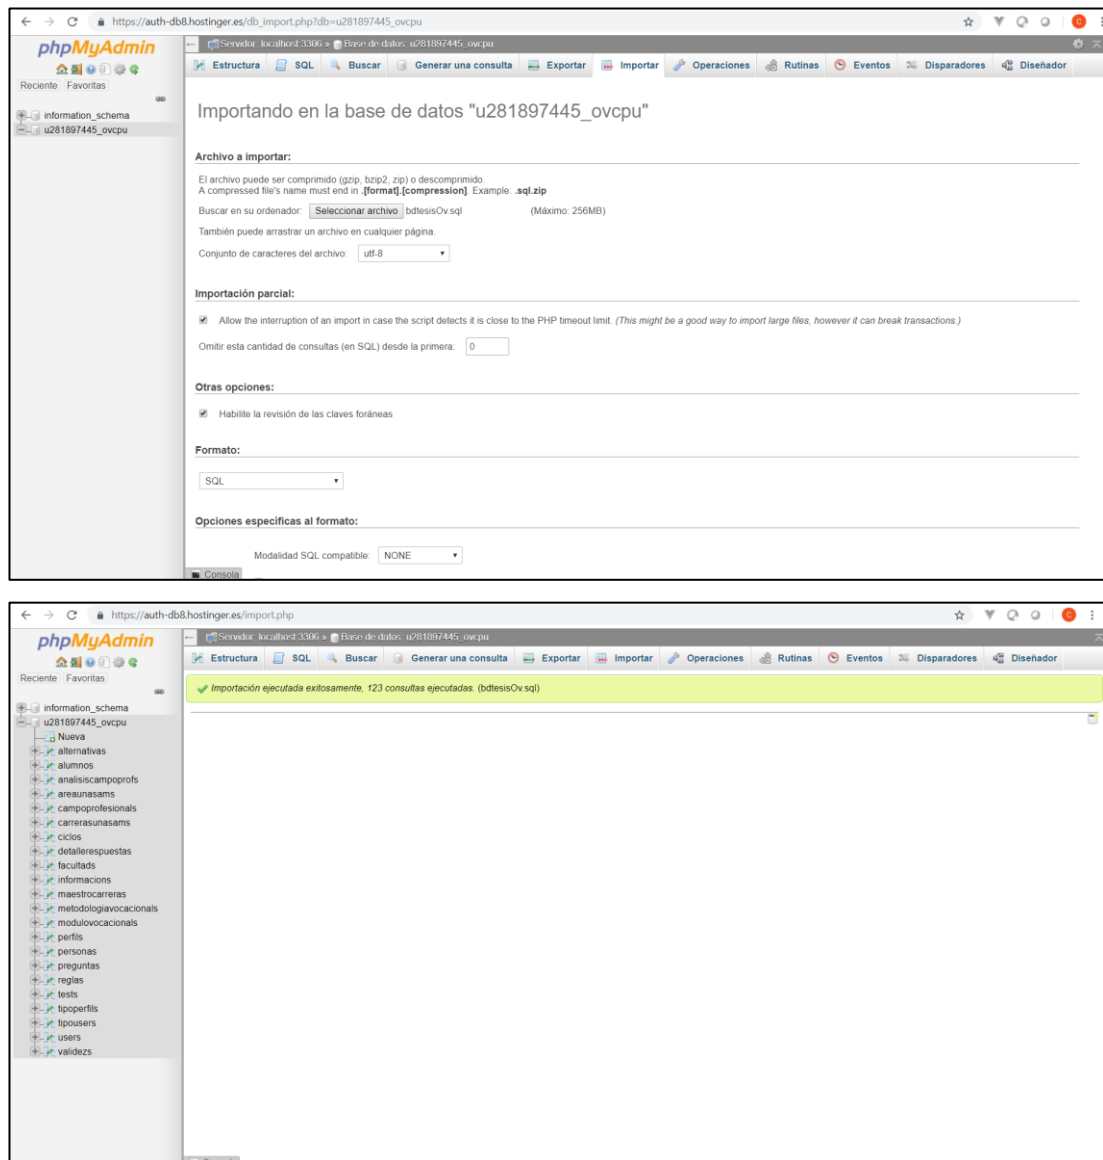 https://auth-db8.hostinger.es/db_import.php?db=u281897445_ovcpu
phpMyAdmin
Reciente Favoritas
information_schema
u281897445_ovcpu
Servidor: localhost:3306 » Base de datos: u281897445_ovcpu
Estructura SQL Buscar Generar una consulta Exportar Importar Operaciones Rutinas Eventos Disparadores Diseñador
Importando en la base de datos "u281897445_ovcpu"
Archivo a importar:
El archivo puede ser comprimido (gzip, bzip2, zip) o descomprimido.
A compressed file's name must end in .[format].[compression]. Example: .sql.zip
Buscar en su ordenador: Seleccionar archivo bdtesisOv.sql (Máximo: 256MB)
También puede arrastrar un archivo en cualquier página.
Conjunto de caracteres del archivo: utf-8
Importación parcial:
Allow the interruption of an import in case the script detects it is close to the PHP timeout limit. (This might be a good way to import large files, however it can break transactions.)
Omitir esta cantidad de consultas (en SQL) desde la primera: 0
Otras opciones:
Habilite la revisión de las claves foráneas
Formato:
SQL
Opciones específicas al formato:
Modalidad SQL compatible: NONE
Consola
https://auth-db8.hostinger.es/import.php
phpMyAdmin
Reciente Favoritas
information_schema
u281897445_ovcpu
Nueva
alternativas
alumnos
analisiscampoprofs
areaunasams
campoprofesionals
carrerasunasams
ciclos
detallerespuestas
facultads
informacions
maestrocarreras
metodologiavocacionals
modulovocacionals
perfils
personas
preguntas
reglas
tests
tipoperfils
tipousers
users
validezs
Servidor: localhost:3306 » Base de datos: u281897445_ovcpu
Estructura SQL Buscar Generar una consulta Exportar Importar Operaciones Rutinas Eventos Disparadores Diseñador
Importación ejecutada exitosamente, 123 consultas ejecutadas. (bdtesisOv.sql)